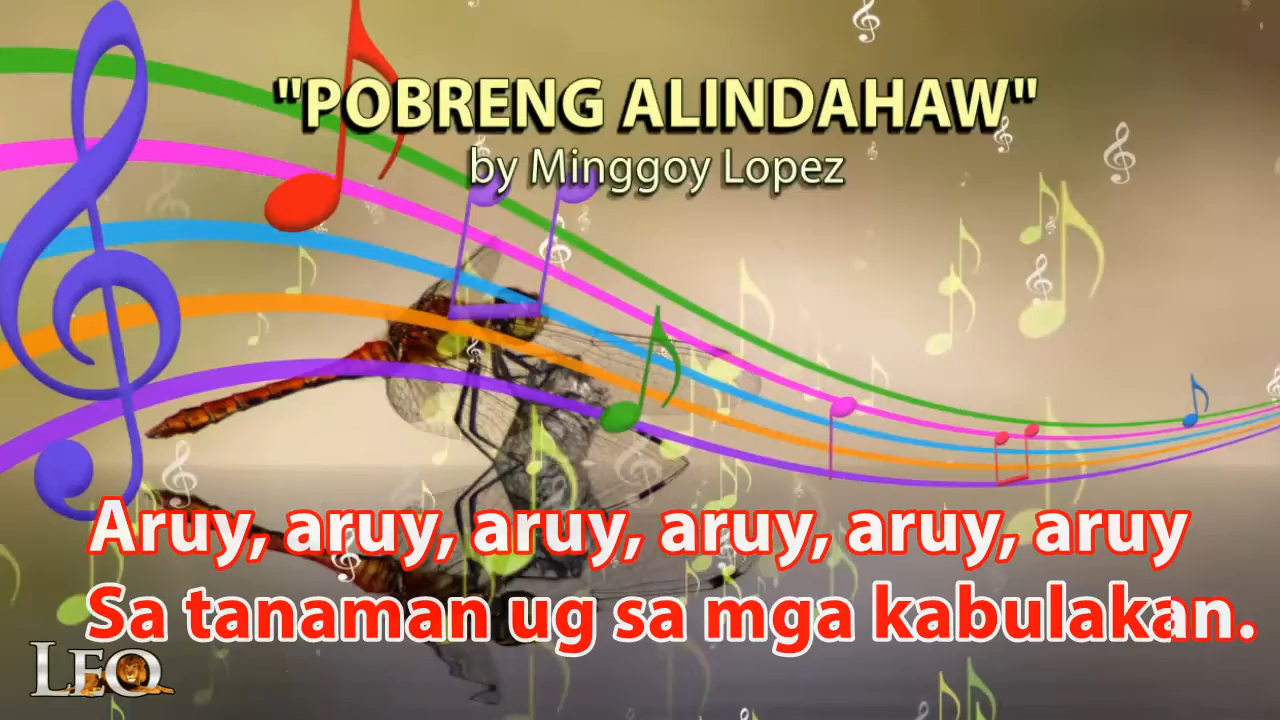 "POBRENG ALINDAHAW"
by Minggoy Lopez
Aruy, aruy, aruy, aruy, aruy, aruy
Sa tanaman ug sa mga kabulakan.
LEO